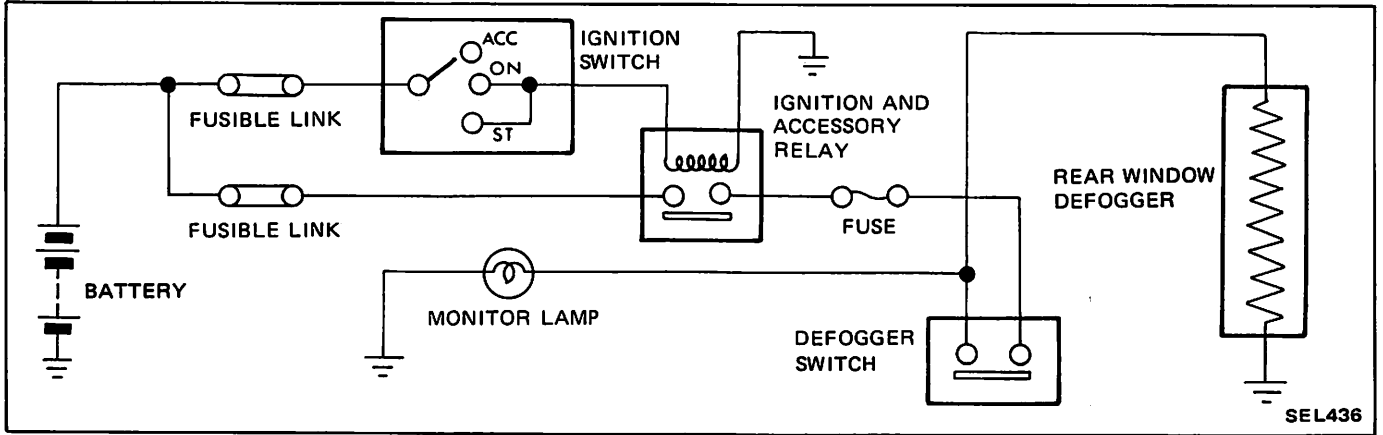 ACC
IGNITION
SWITCH
ON
ST
FUSIBLE LINK
IGNITION AND
ACCESSORY
RELAY
REAR WINDOW
DEFOGGER
FUSIBLE LINK
FUSE
BATTERY
MONITOR LAMP
DEFOGGER
SWITCH
SEL436